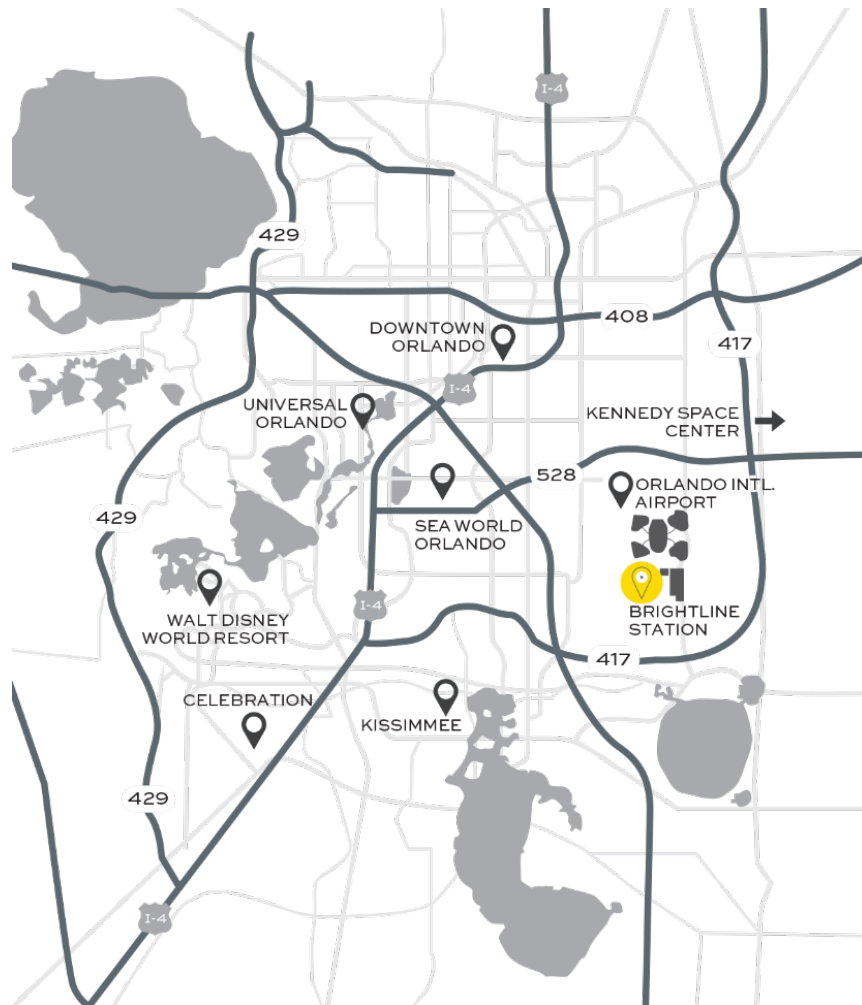 I-4
429
408
DOWNTOWN
ORLANDO
417
I-4
UNIVERSAL
ORLANDO
KENNEDY SPACE
CENTER
528
ORLANDO INTL.
AIRPORT
429
SEA WORLD
ORLANDO
I-4
WALT DISNEY
WORLD RESORT
BRIGHTLINE
STATION
417
CELEBRATION
KISSIMMEE
429
I-4